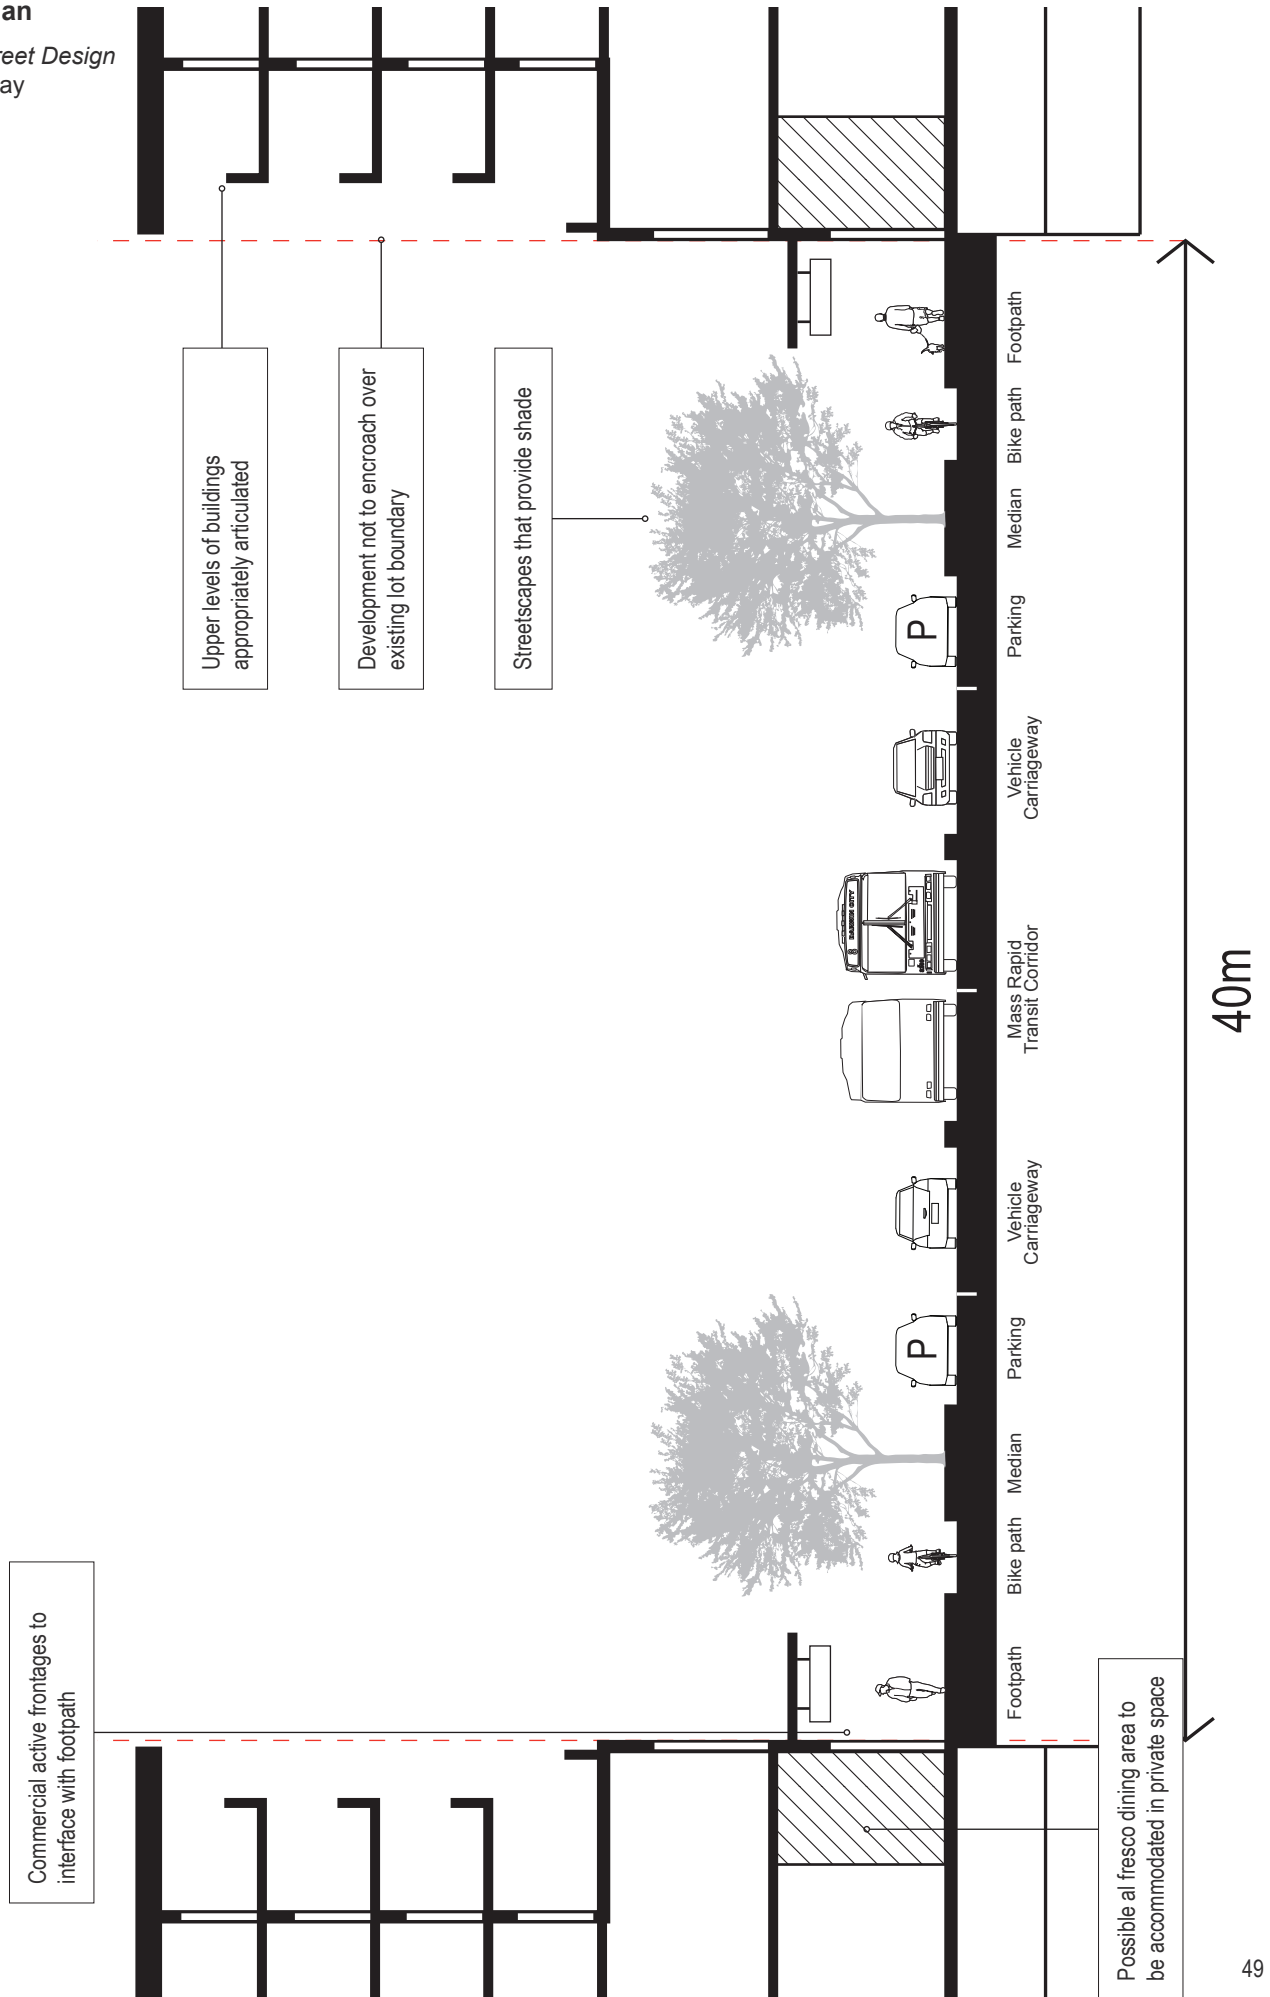 an
reet Design
ay
Commercial active frontages to
interface with footpath
Upper levels of buildings
appropriately articulated
Development not to encroach over
existing lot boundary
Streetscapes that provide shade
P
P
8
Footpath
Bike path
Median
Parking
Vehicle
Carriageway
Mass Rapid
Transit Corridor
Vehicle
Carriageway
Parking
Median
Bike path
Footpath
Possible al fresco dining area to
be accommodated in private space
40m
49